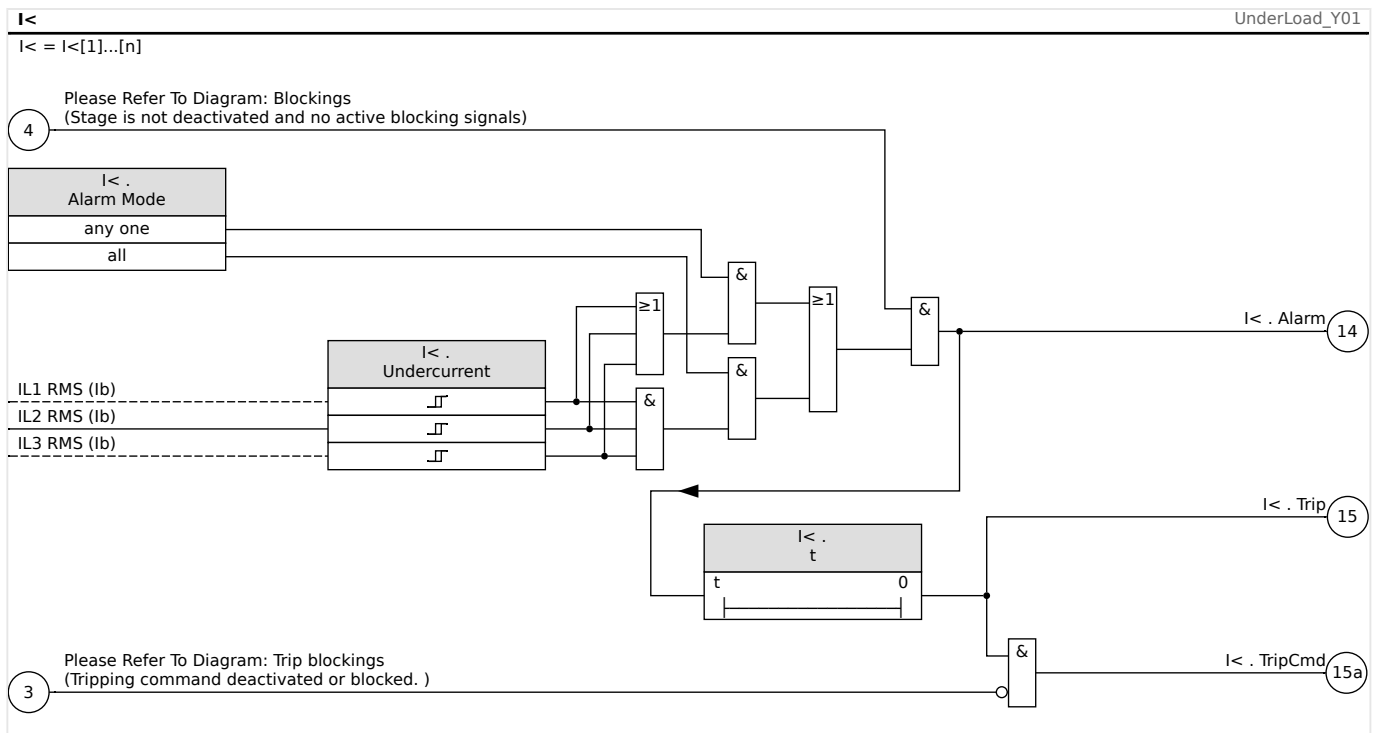 I<
UnderLoad_Y01
I< = I<[1]...[n]
Please Refer To Diagram: Blockings
4
(Stage is not deactivated and no active blocking signals)
I< .
Alarm Mode
any one
all
&
≥1
≥1
&
I< . Alarm
14
I< .
Undercurrent
&
IL1 RMS (Ib)
&
IL2 RMS (Ib)
IL3 RMS (Ib)
I< . Trip
15
I< .
t
t 0
Please Refer To Diagram: Trip blockings
3
(Tripping command deactivated or blocked. )
&
I< . TripCmd
15a